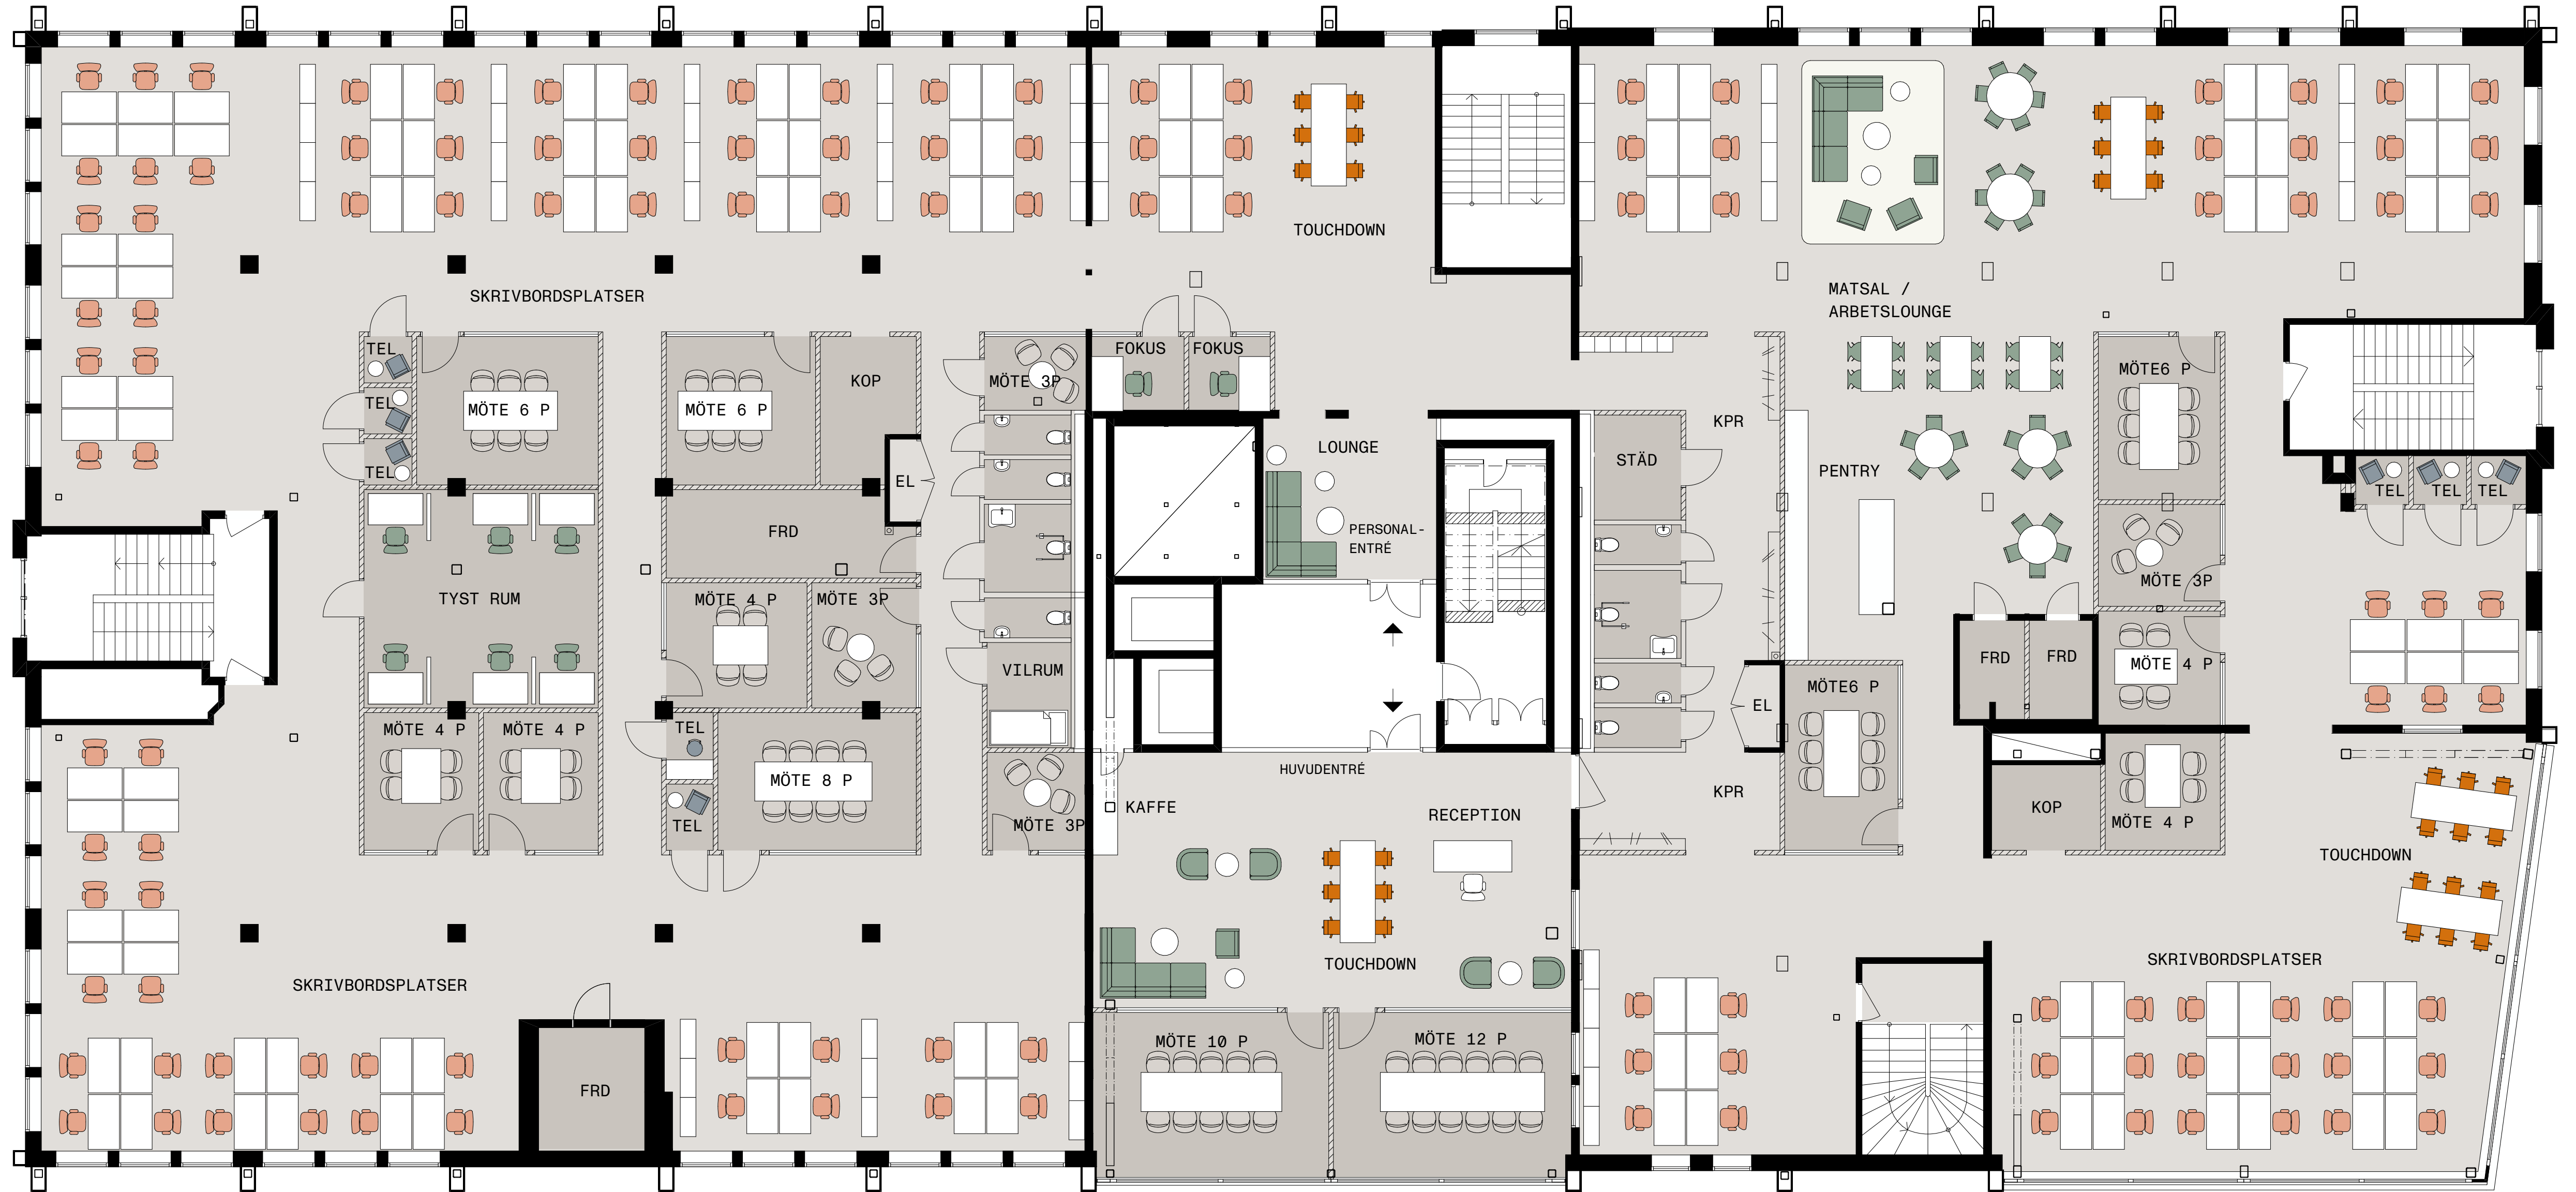 TOUCHDOWN
SKRIVBORDSPLATSER
MATSAL /
ARBETSLOUNGE
TEL
TEL
TEL
MÖTE 6 P
MÖTE 6 P
KOP
EL
MÖTE 3P
FOKUS
FOKUS
LOUNGE
PERSONAL-
ENTRÉ
KPR
STÄD
PENTRY
MÖTE6 P
TEL
TEL
TEL
FRD
TYST RUM
MÖTE 4 P
MÖTE 3P
VILRUM
MÖTE 3P
FRD
FRD
MÖTE 4 P
MÖTE6 P
EL
MÖTE 4 P
MÖTE 4 P
TEL
TEL
MÖTE 8 P
MÖTE 3P
KAFFE
HUVUDENTRÉ
RECEPTION
KPR
KOP
MÖTE 4 P
TOUCHDOWN
TOUCHDOWN
SKRIVBORDSPLATSER
SKRIVBORDSPLATSER
FRD
MÖTE 10 P
MÖTE 12 P